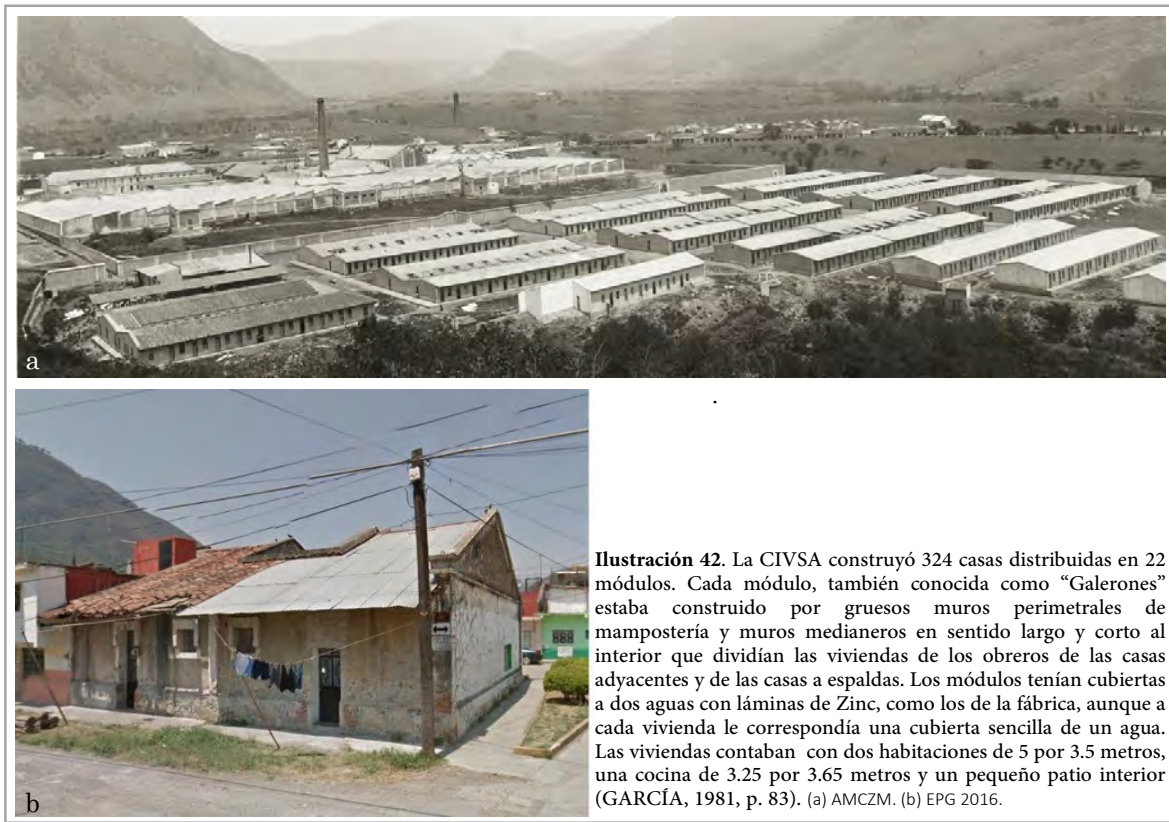 a
b
Ilustración 42. La CIVSA construyó 324 casas distribuidas en 22
módulos. Cada módulo, también conocida como “Galerones”
estaba construido por gruesos muros perimetrales de
mampostería y muros medianeros en sentido largo y corto al
interior que dividían las viviendas de los obreros de las casas
adyacentes y de las casas a espaldas. Los módulos tenían cubiertas
a dos aguas con láminas de Zinc, como los de la fábrica, aunque a
cada vivienda le correspondía una cubierta sencilla de un agua.
Las viviendas contaban con dos habitaciones de 5 por 3.5 metros,
una cocina de 3.25 por 3.65 metros y un pequeño patio interior
(GARCÍA, 1981, p. 83). (a) AMCZM. (b) EPG 2016.